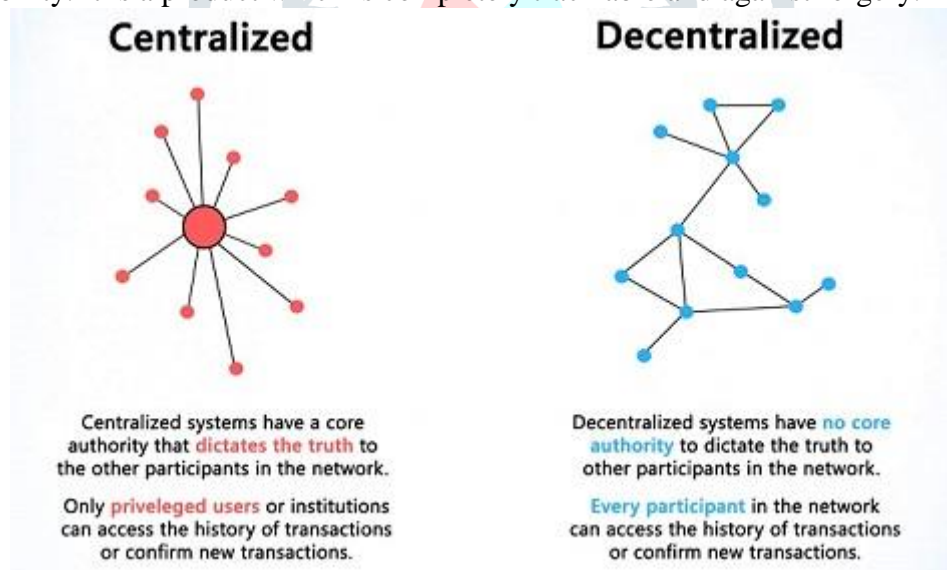 Centralized
Decentralized
Centralized systems have a core
authority that dictates the truth to
the other participants in the network.
Only priveleged users or institutions
can access the history of transactions
or confirm new transactions.
Decentralized systems have no core
authority to dictate the truth to
other participants in the network.
Every participant in the network
can access the history of transactions
or confirm new transactions.